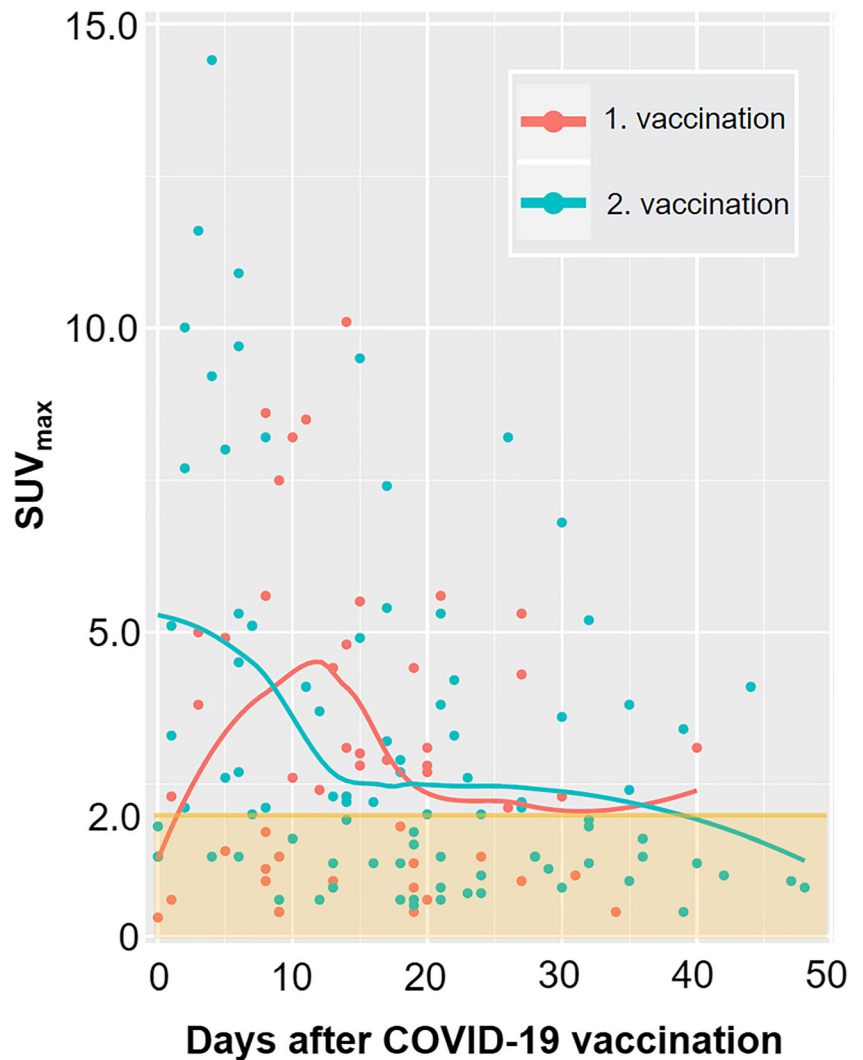 15.0
1. vaccination
2. vaccination
10.0
SUVmax
5.0
2.0
0
0 10 20 30 40 50
Days after COVID-19 vaccination